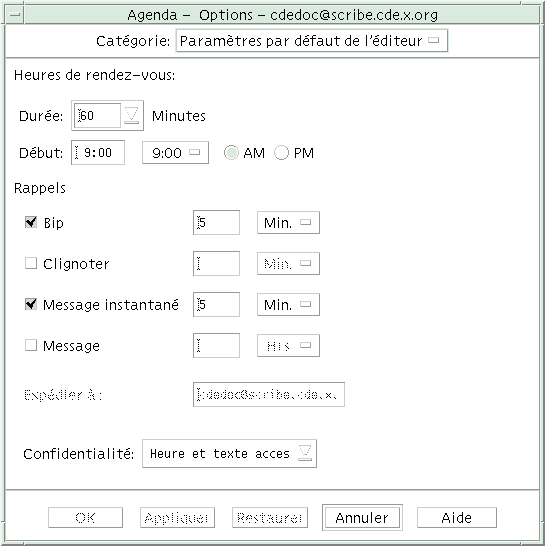 Agenda – Options – cdedoc@scribe.cde.x.org
Catégorie: Paramètres par défaut de l'éditeur
Heures de rendez-vous:
Durée: 60 Minutes
Début: 9:00 9:00 AM PM
Rappels
Bip 5 Min.
Clignoter Min.
Message instantané 5 Min.
Message Hrs
Expédier à: cdedoc@scribe.cde.x.
Confidentialité: Heure et texte acces
OK Appliquer Restaurer Annuler Aide